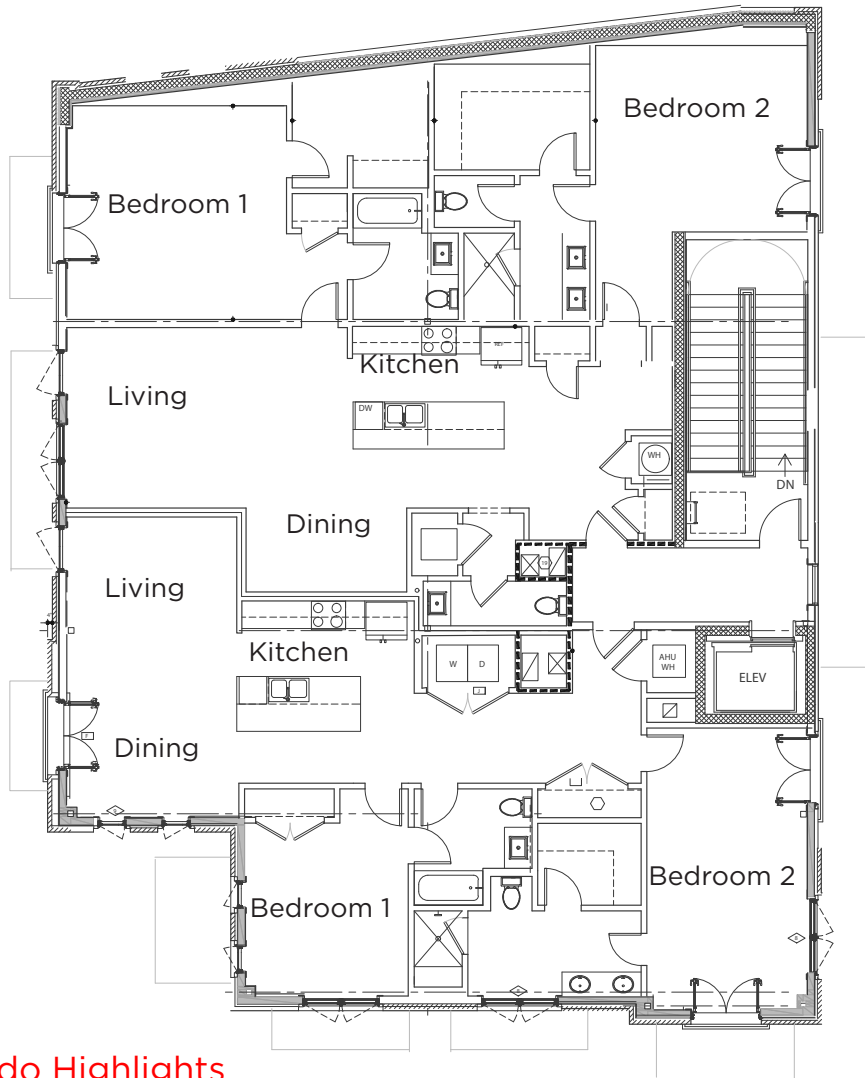 Bedroom 2
Bedroom 1
Kitchen
Living
DW
WH
DN
Dining
Living
Kitchen
W D
AHU
WH
ELEV
Dining
Bedroom 2
Bedroom 1
do Highlights